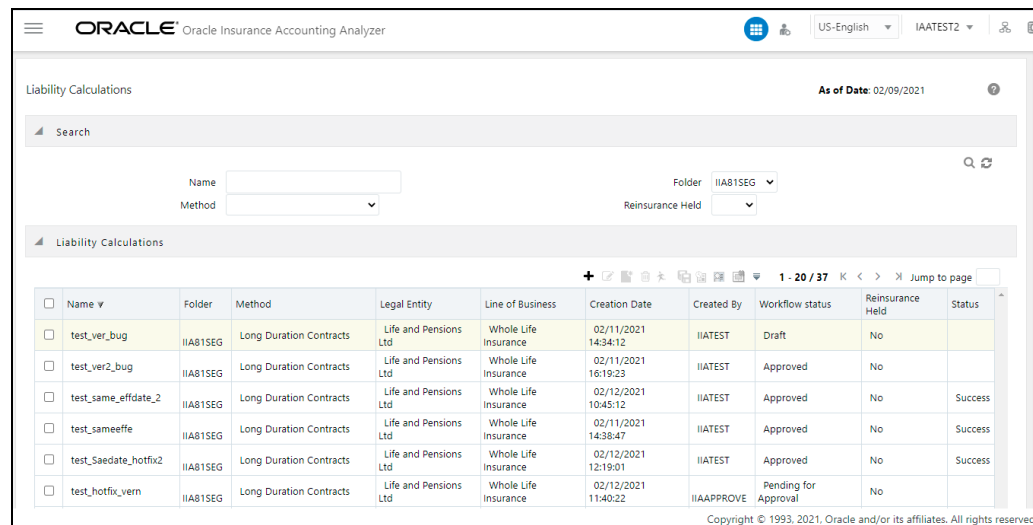 ORACLE® Oracle Insurance Accounting Analyzer US-English IAATEST2
Liability Calculations As of Date: 02/09/2021
Search
Name Folder IIA81SEG
Method Reinsurance Held
Liability Calculations
1 - 20 / 37 Jump to page
Name Folder Method Legal Entity Line of Business Creation Date Created By Workflow status Reinsurance Held Status
test_ver_bug IIA81SEG Long Duration Contracts Life and Pensions Ltd Whole Life Insurance 02/11/2021 14:34:12 IIATEST Draft No
test_ver2_bug IIA81SEG Long Duration Contracts Life and Pensions Ltd Whole Life Insurance 02/11/2021 16:19:23 IIATEST Approved No
test_same_effdate_2 IIA81SEG Long Duration Contracts Life and Pensions Ltd Whole Life Insurance 02/12/2021 10:45:12 IIATEST Approved No Success
test_sameeffe IIA81SEG Long Duration Contracts Life and Pensions Ltd Whole Life Insurance 02/11/2021 14:38:47 IIATEST Approved No Success
test_Saedate_hotfix2 IIA81SEG Long Duration Contracts Life and Pensions Ltd Whole Life Insurance 02/12/2021 12:19:01 IIATEST Approved No Success
test_hotfix_vern IIA81SEG Long Duration Contracts Life and Pensions Ltd Whole Life Insurance 02/12/2021 11:40:22 IIAAPPROVE Pending for Approval No
Copyright © 1993, 2021, Oracle and/or its affiliates. All rights reserved